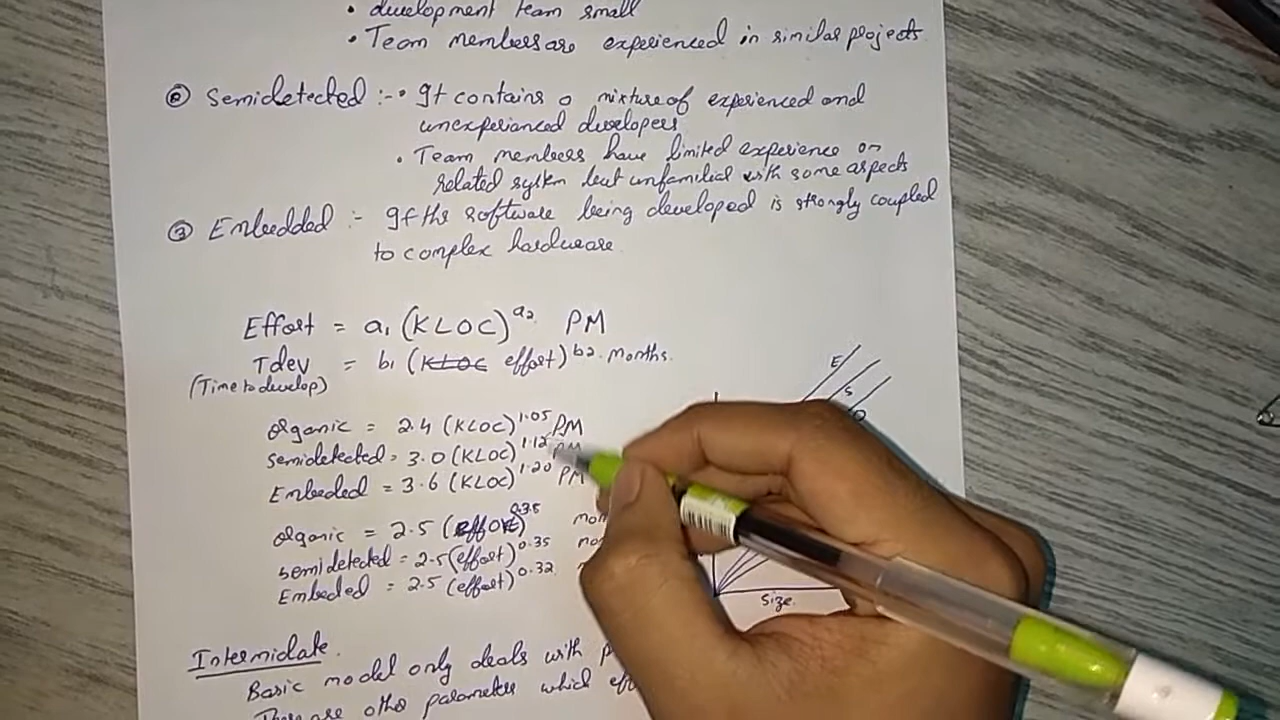 • development team small
• Team members are experienced in similar projects
② Semidetected :- • It contains a mixture of experienced and
unexperianced developers
• Team members have limited experience on
related system but unfamilial with some aspects
③ Embedded :- If the software being developed is strongly coupled
to complex hardware
Effort = a₁ (KLOC)^a₂ PM
Tdev = b₁ (KLOC effort)^b2. months.
(Time to develop)
E
S
O
Organic = 2.4 (KLOC)^1.05 PM
semidetected = 3.0 (KLOC)^1.12 PM
Embeeded = 3.6 (KLOC)^1.20 PM
Organic = 2.5 (effort)^0.38
semidetected = 2.5 (effort)^0.35
Embeded = 2.5 (effort)^0.32
Size.
Intermidate.
Basic model only deals with
There are othe parameters which